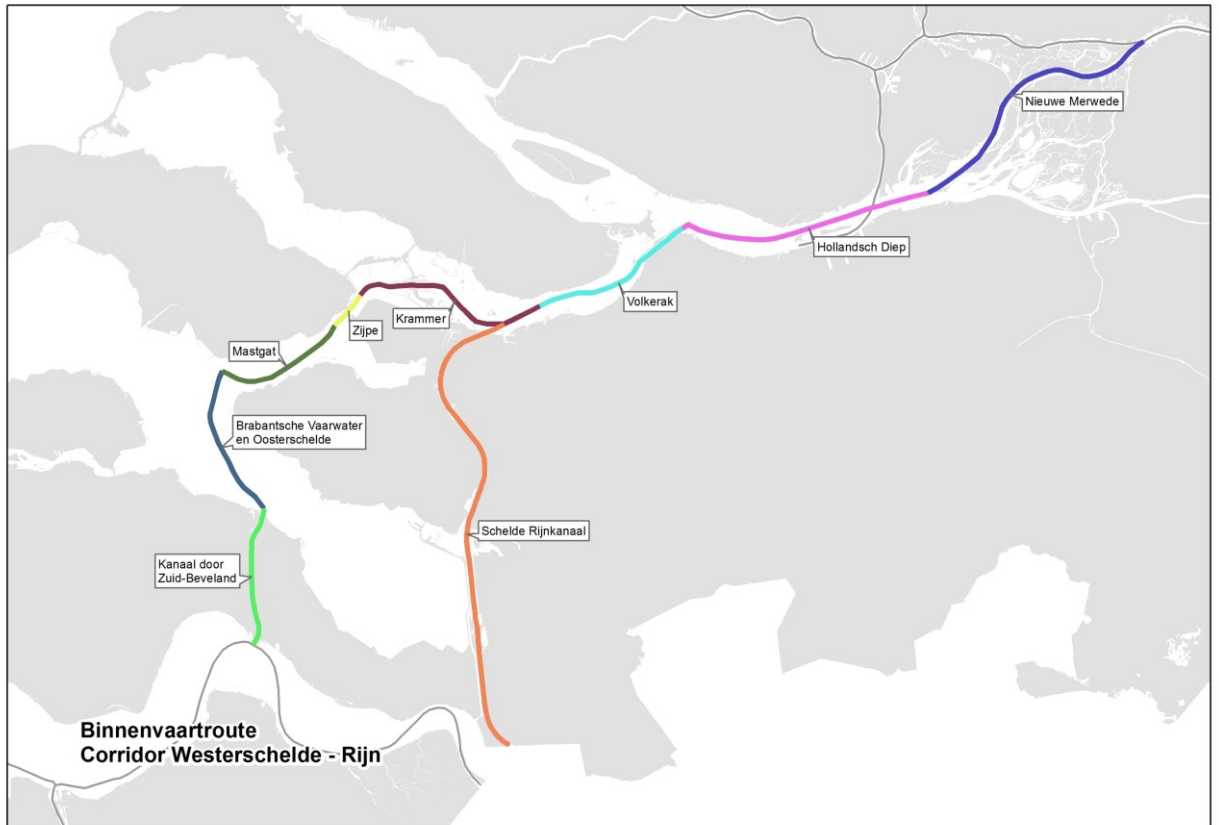 Nieuwe Merwede
Hollandsch Diep
Volkerak
Krammer
Zijpe
Mastgat
Brabantsche Vaarwater
en Oosterschelde
Schelde Rijnkanaal
Kanaal door
Zuid-Beveland
Binnenvaartroute
Corridor Westerschelde - Rijn